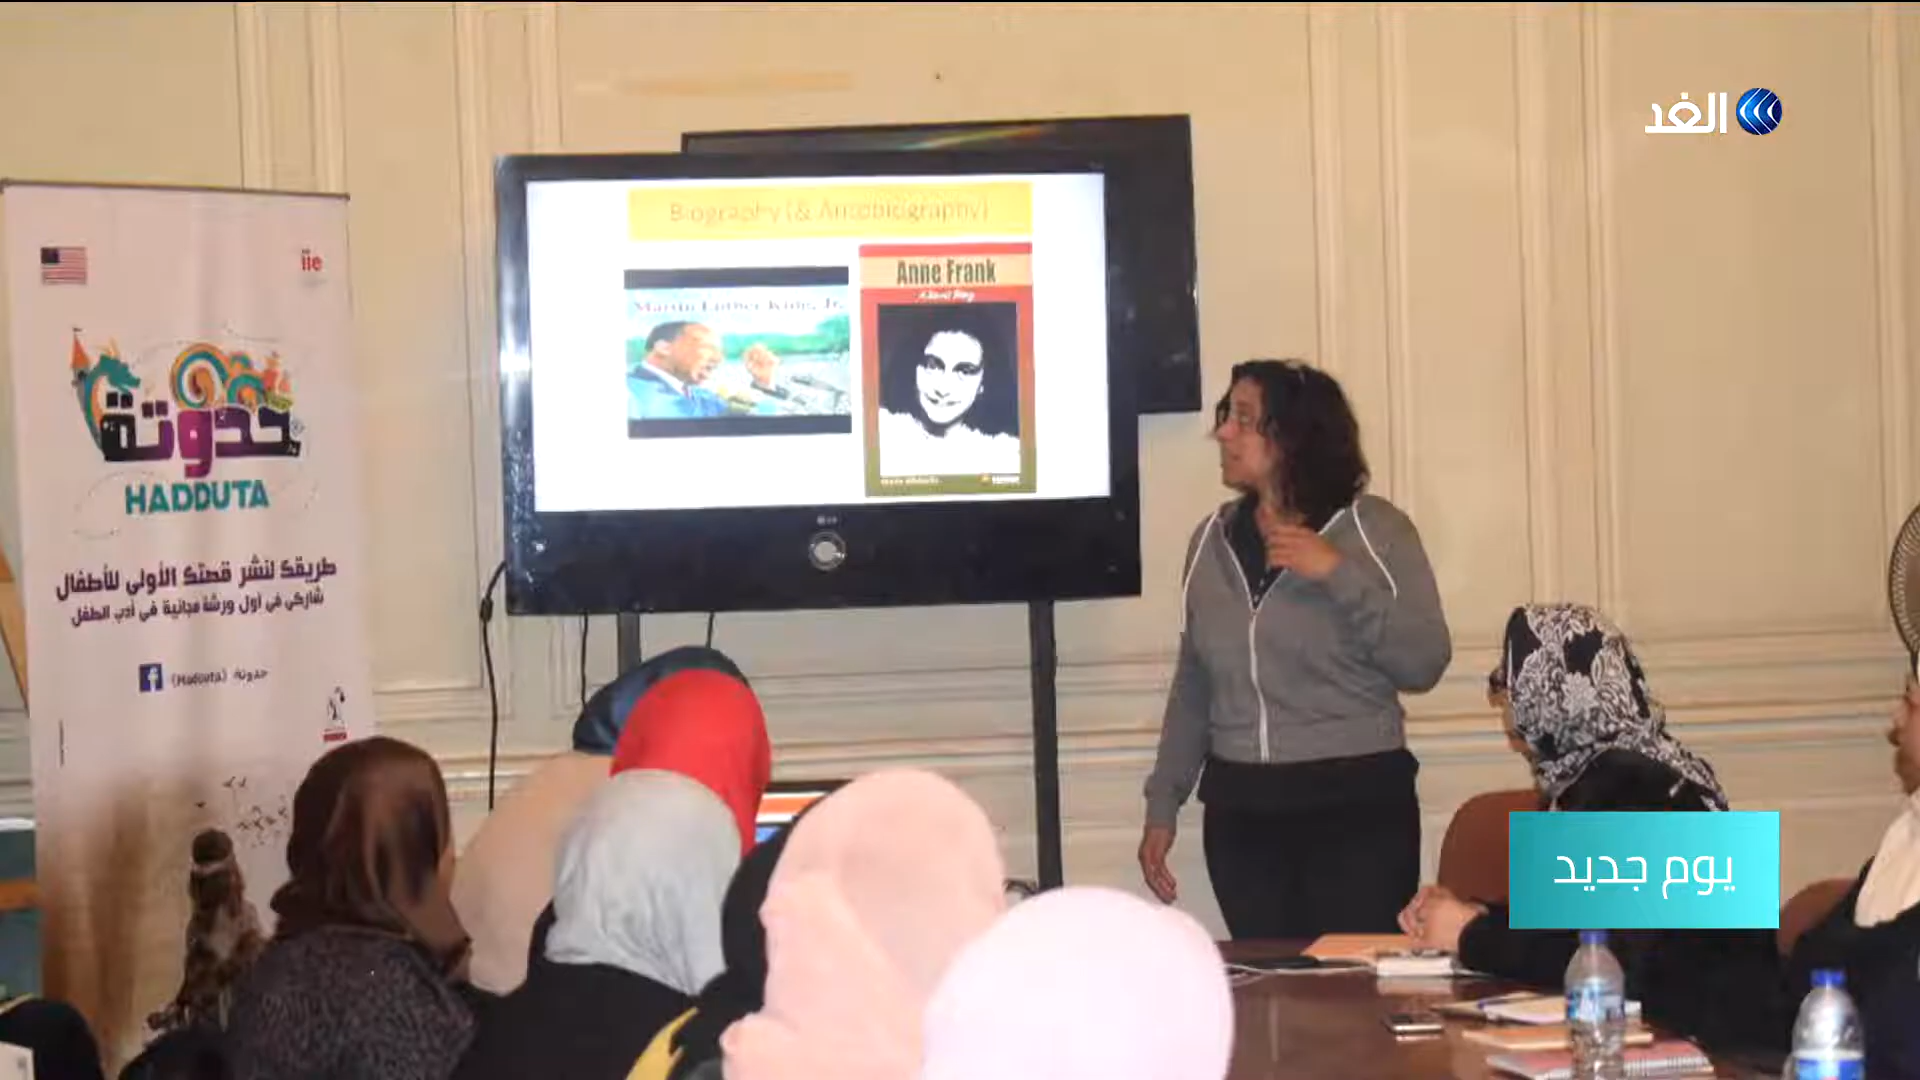 الغد
Biography (& Autobiography)
Martin Luther King, Jr.
Anne Frank
iie
حدوتة
HADDUTA
طريقك لنشر قصتك الأولى للأطفال
شاركي في أول ورشة مجانية في أدب الطفل
حدوتة (Hadduta)
LG
يوم جديد